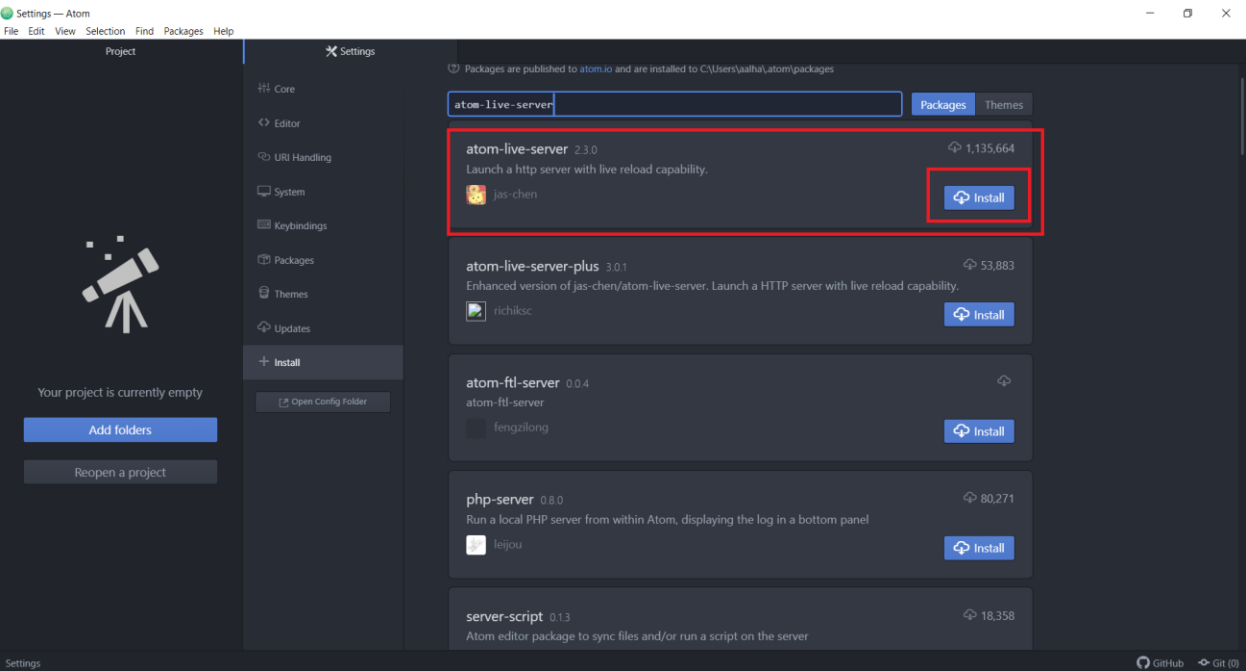 Settings — Atom
File Edit View Selection Find Packages Help
Project
Settings
Core
Editor
URI Handling
System
Keybindings
Packages
Themes
Updates
Install
Open Config Folder
Your project is currently empty
Add folders
Reopen a project
Packages are published to atom.io and are installed to C:\Users\aalha\.atom\packages
atom-live-server
Packages Themes
atom-live-server 2.3.0 1,135,664
Launch a http server with live reload capability.
jas-chen Install
atom-live-server-plus 3.0.1 53,883
Enhanced version of jas-chen/atom-live-server. Launch a HTTP server with live reload capability.
richiksc Install
atom-ftl-server 0.0.4
atom-ftl-server
fengzilong Install
php-server 0.8.0 80,271
Run a local PHP server from within Atom, displaying the log in a bottom panel
leijou Install
server-script 0.1.3 18,358
Atom editor package to sync files and/or run a script on the server
Settings GitHub Git (0)